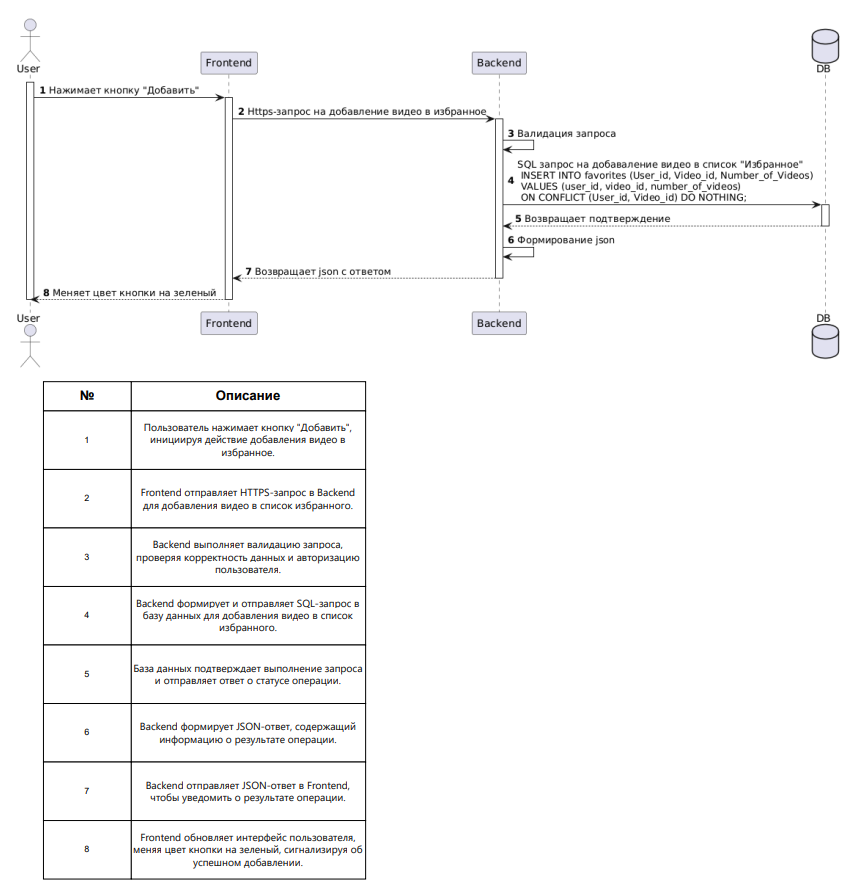 User
Frontend
Backend
DB
1 Нажимает кнопку "Добавить"
2 Https-запрос на добавление видео в избранное
3 Валидация запроса
SQL запрос на добаваление видео в список "Избранное"
INSERT INTO favorites (User_id, Video_id, Number_of_Videos)
4 VALUES (user_id, video_id, number_of_videos)
ON CONFLICT (User_id, Video_id) DO NOTHING;
5 Возвращает подтверждение
6 Формирование json
7 Возвращает json с ответом
8 Меняет цвет кнопки на зеленый
User
Frontend
Backend
DB
№ Описание
Пользователь нажимает кнопку "Добавить",
1 инициируя действие добавления видео в
избранное.
2 Frontend отправляет HTTPS-запрос в Backend
для добавления видео в список избранного.
Backend выполняет валидацию запроса,
3 проверяя корректность данных и авторизацию
пользователя.
Backend формирует и отправляет SQL-запрос в
4 базу данных для добавления видео в список
избранного.
5 База данных подтверждает выполнение запроса
и отправляет ответ о статусе операции.
6 Backend формирует JSON-ответ, содержащий
информацию о результате операции.
7 Backend отправляет JSON-ответ в Frontend,
чтобы уведомить о результате операции.
Frontend обновляет интерфейс пользователя,
8 меняя цвет кнопки на зеленый, сигнализируя об
успешном добавлении.